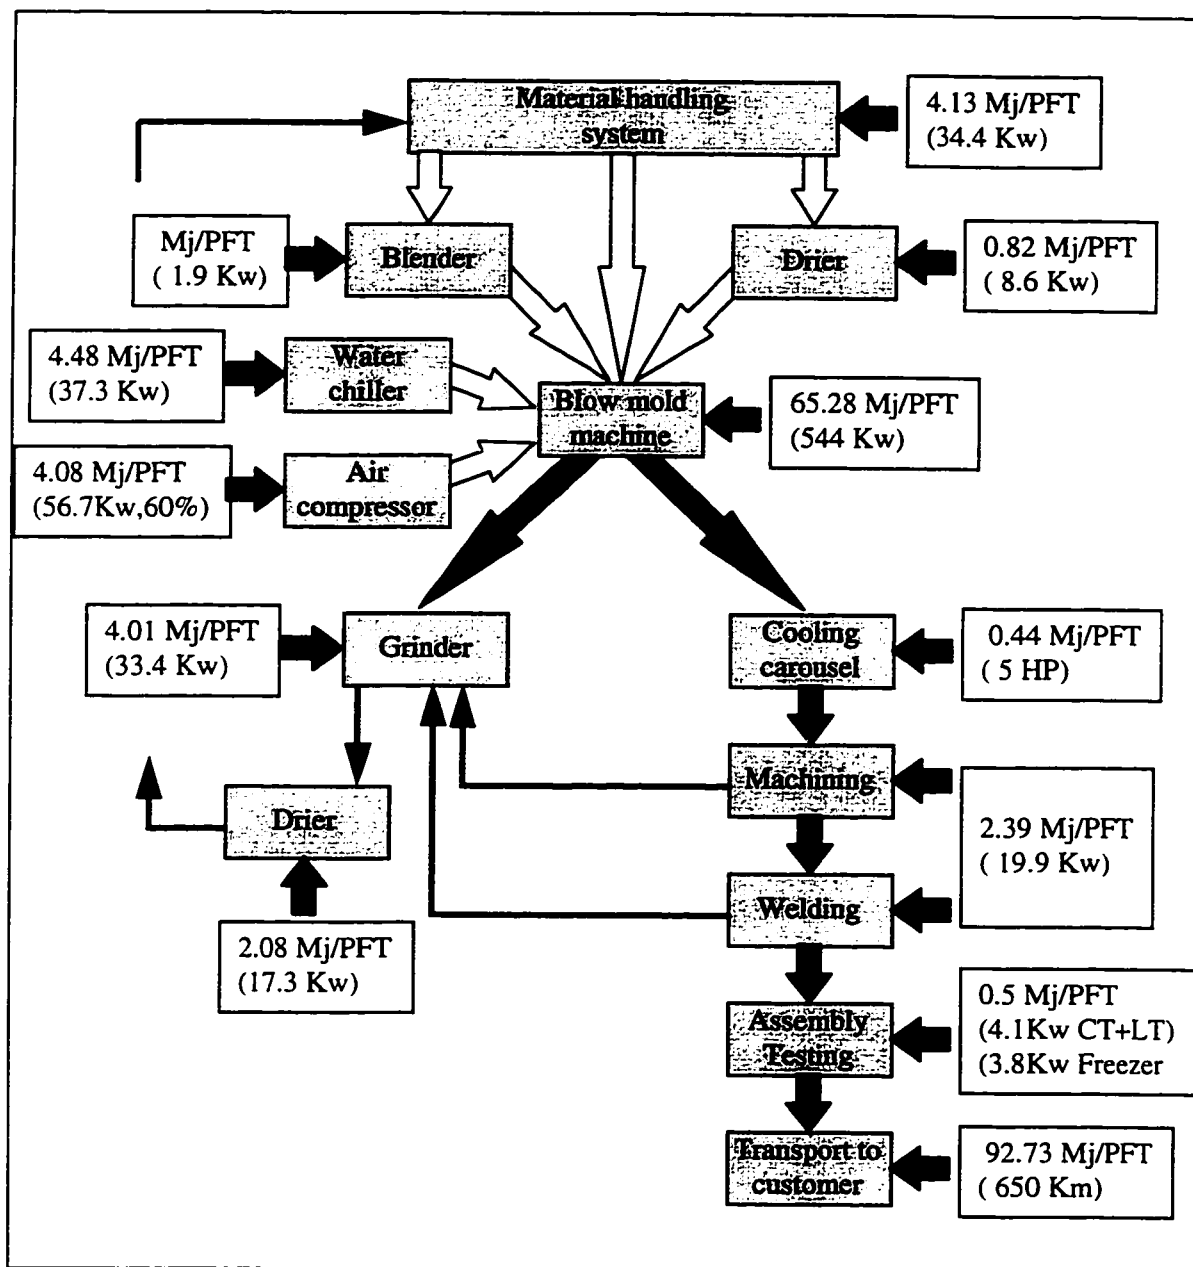 Material handling
system
4.13 Mj/PFT
(34.4 Kw)
Mj/PFT
( 1.9 Kw)
Blender
Drier
0.82 Mj/PFT
( 8.6 Kw)
4.48 Mj/PFT
(37.3 Kw)
Water
chiller
Blow mold
machine
65.28 Mj/PFT
(544 Kw)
4.08 Mj/PFT
(56.7Kw,60%)
Air
compressor
4.01 Mj/PFT
(33.4 Kw)
Grinder
Cooling
carousel
0.44 Mj/PFT
( 5 HP)
Machining
Drier
2.39 Mj/PFT
( 19.9 Kw)
Welding
2.08 Mj/PFT
(17.3 Kw)
Assembly
Testing
0.5 Mj/PFT
(4.1Kw CT+LT)
(3.8Kw Freezer
Transport to
customer
92.73 Mj/PFT
( 650 Km)